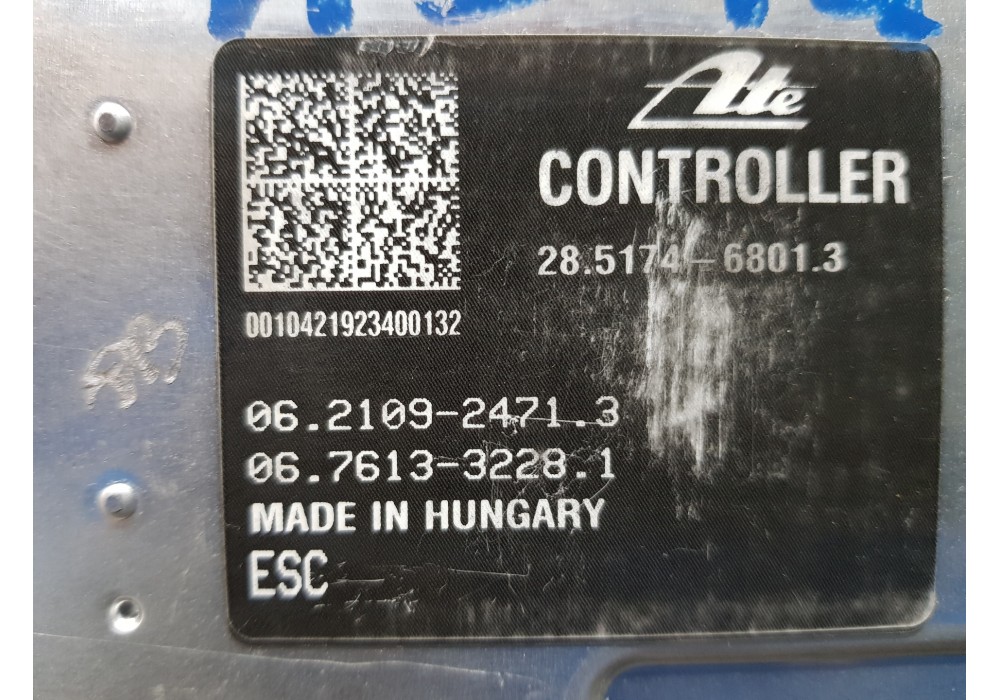 Ate
CONTROLLER
28.5174-6801.3
0010421923400132
06.2109-2471.3
06.7613-3228.1
MADE IN HUNGARY
ESC